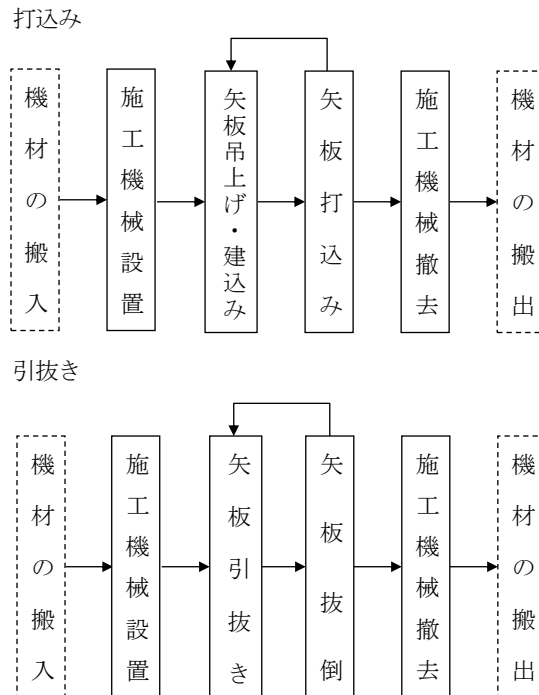 打込み
機材の搬入
施工機械設置
矢板吊上げ・建込み
矢板打込み
施工機械撤去
機材の搬出
引抜き
機材の搬入
施工機械設置
矢板引抜き
矢板抜倒
施工機械撤去
機材の搬出